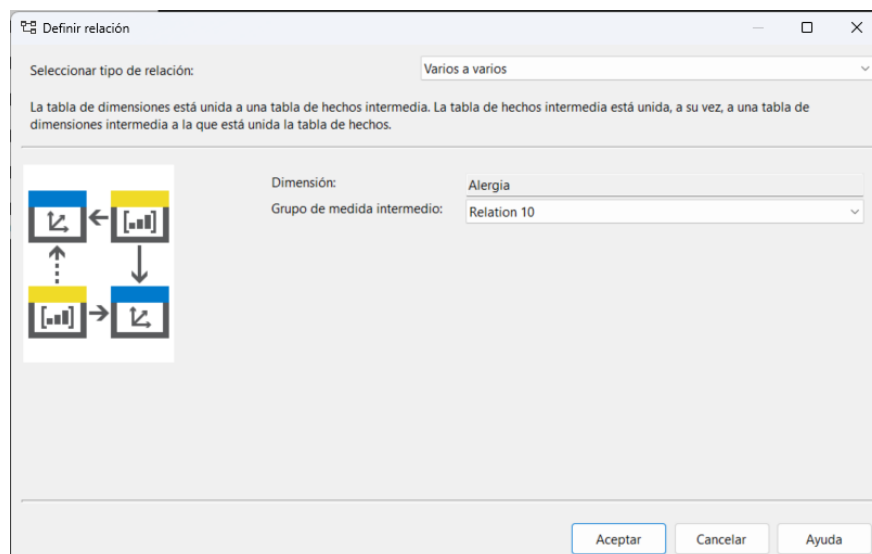 Definir relación
Seleccionar tipo de relación:
Varios a varios
La tabla de dimensiones está unida a una tabla de hechos intermedia. La tabla de hechos intermedia está unida, a su vez, a una tabla de
dimensiones intermedia a la que está unida la tabla de hechos.
Dimensión:
Alergia
Grupo de medida intermedio:
Relation 10
Aceptar
Cancelar
Ayuda